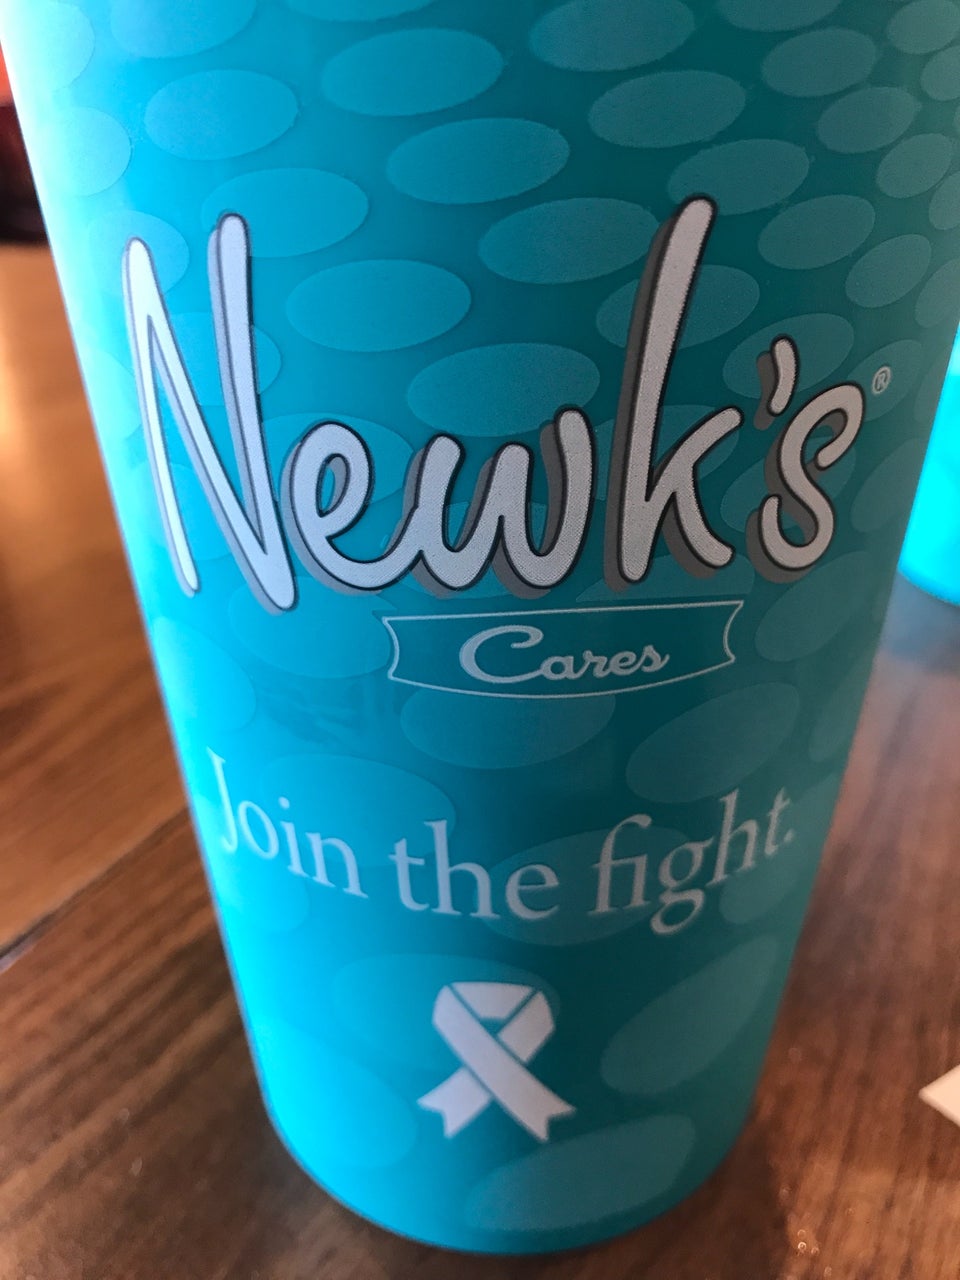 Newk's®
Cares
Join the fight.